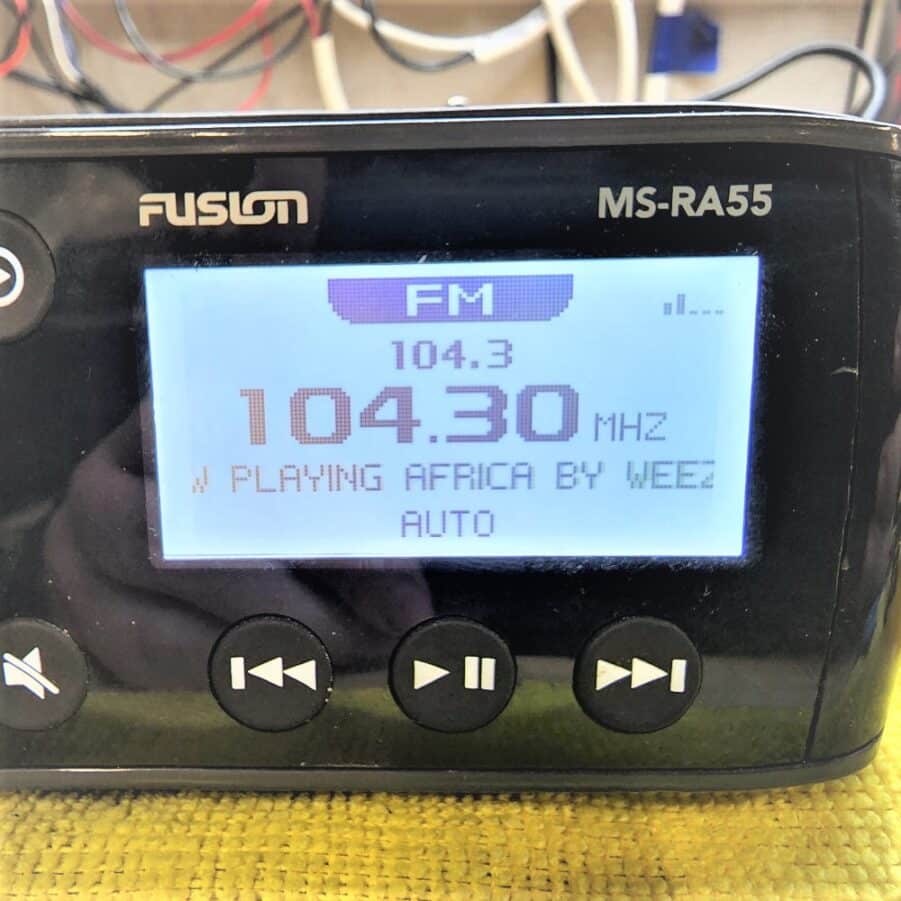 FUSION
MS-RA55
FM
104.3
104.30 MHZ
W PLAYING AFRICA BY WEEZ
AUTO